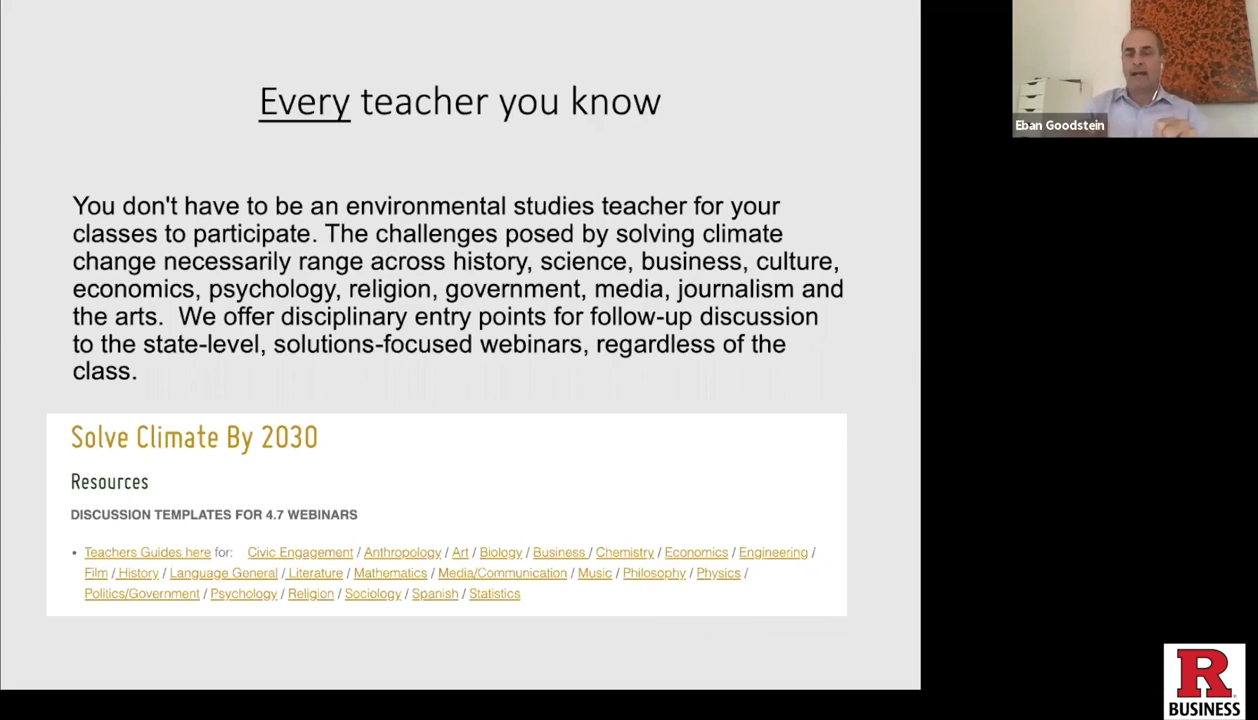 Every teacher you know
Eban Goodstein
You don't have to be an environmental studies teacher for your
classes to participate. The challenges posed by solving climate
change necessarily range across history, science, business, culture,
economics, psychology, religion, government, media, journalism and
the arts.  We offer disciplinary entry points for follow-up discussion
to the state-level, solutions-focused webinars, regardless of the
class.
Solve Climate By 2030
Resources
DISCUSSION TEMPLATES FOR 4.7 WEBINARS
• Teachers Guides here for: Civic Engagement / Anthropology / Art / Biology / Business / Chemistry / Economics / Engineering /
Film / History / Language General / Literature / Mathematics / Media/Communication / Music / Philosophy / Physics /
Politics/Government / Psychology / Religion / Sociology / Spanish / Statistics
R
BUSINESS